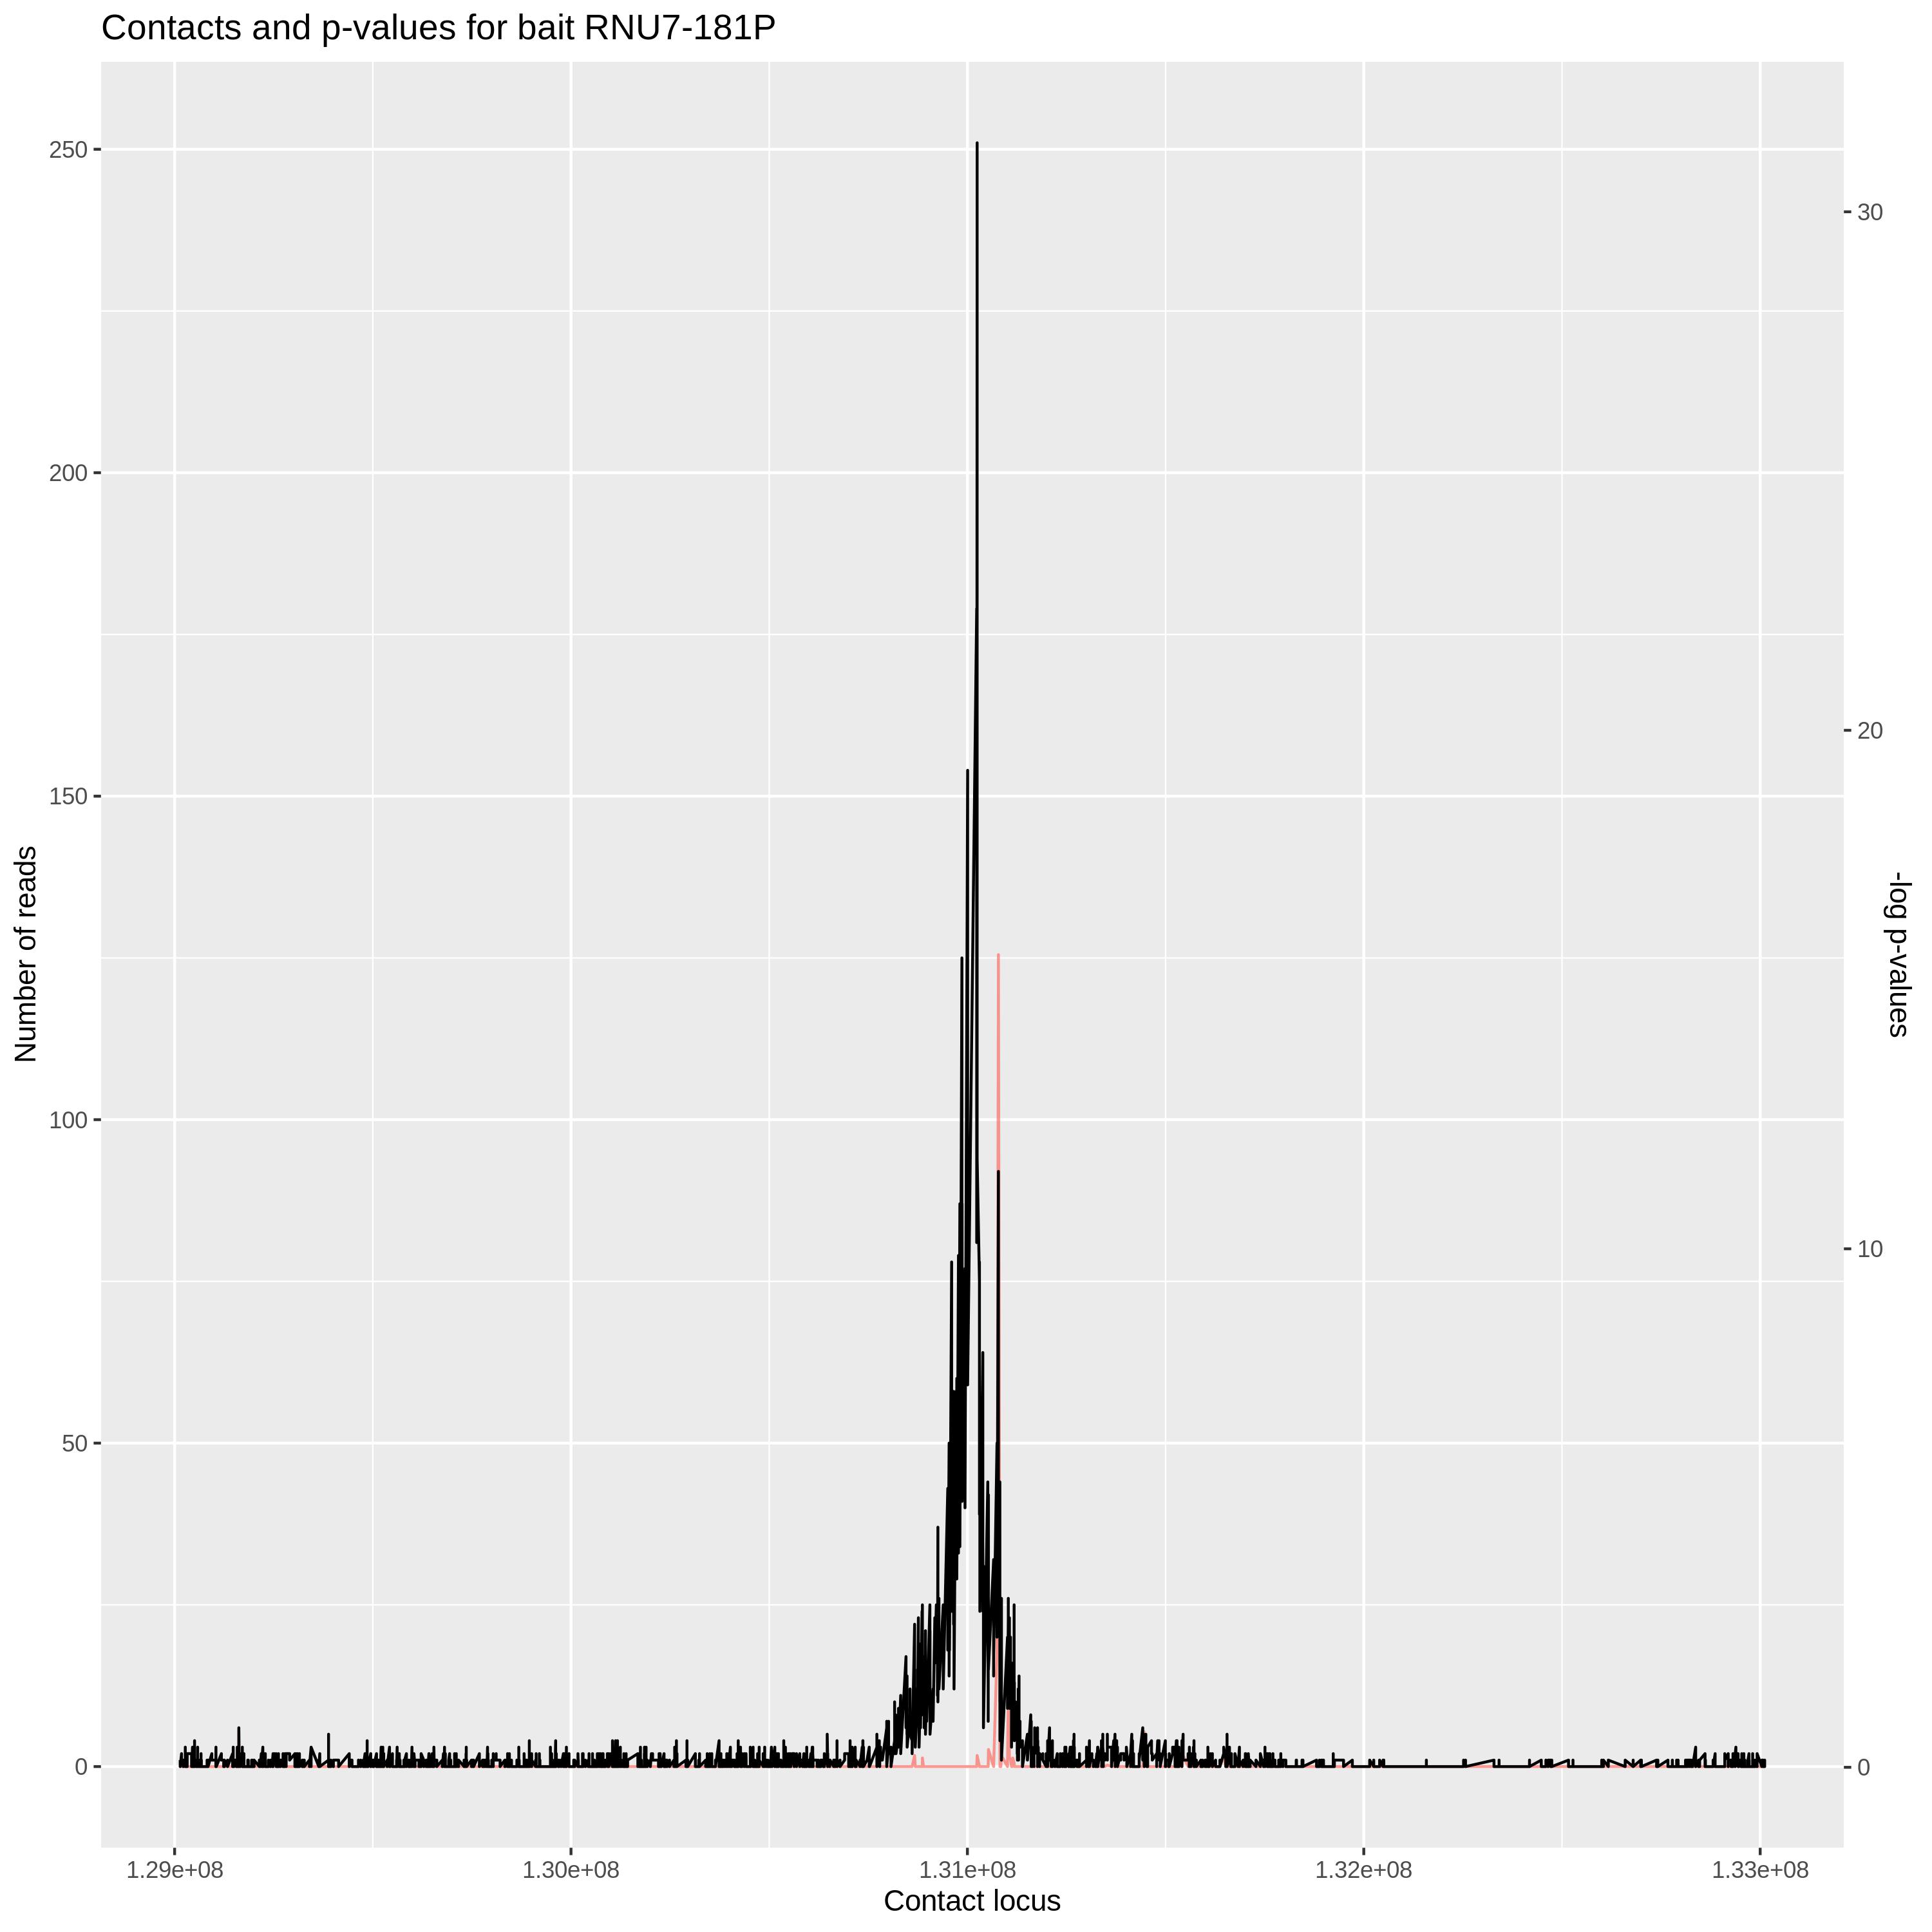 Contacts and p-values for bait RNU7-181P
250
200
150
100
50
0
Number of reads
30
20
10
0
-log p-values
1.29e+08
1.30e+08
1.31e+08
1.32e+08
1.33e+08
Contact locus